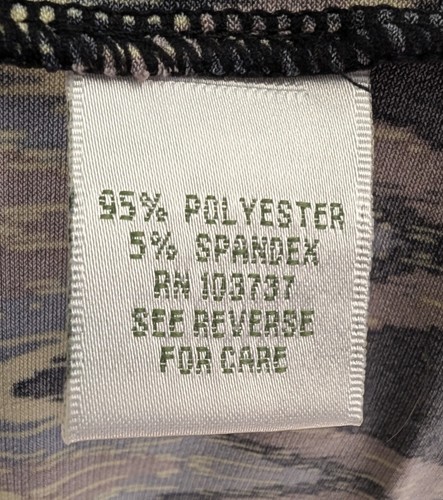 95% POLYESTER
5% SPANDEX
RN 103737
SEE REVERSE
FOR CARE